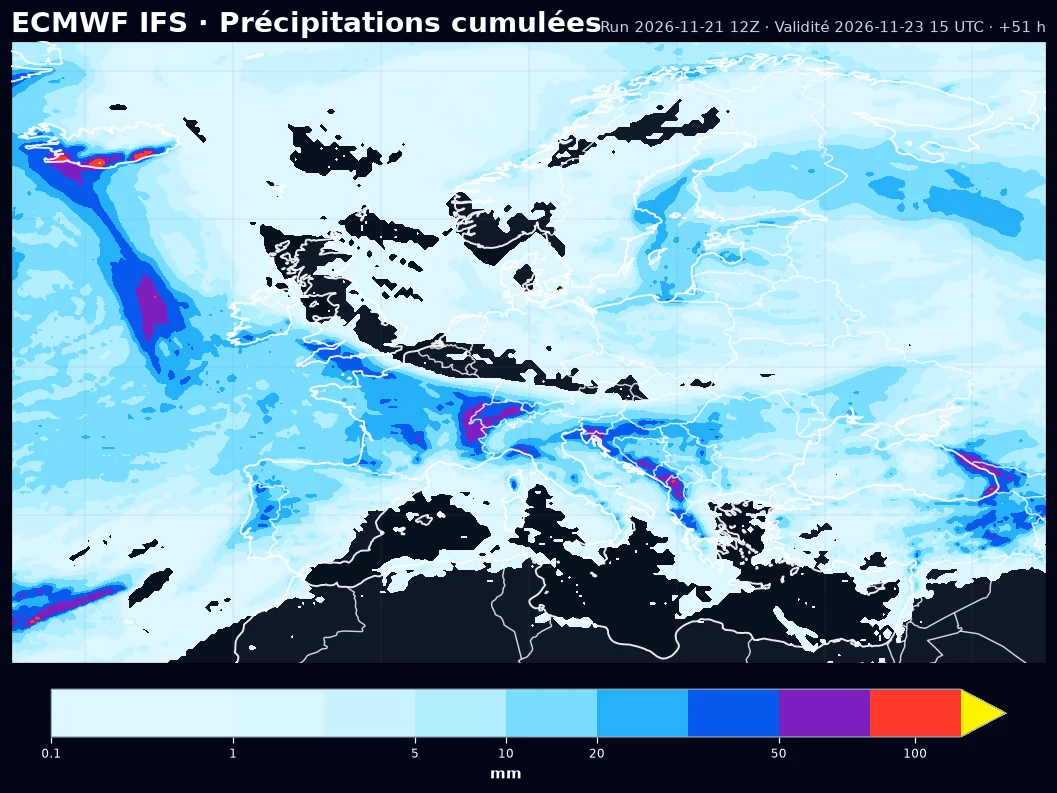 ECMWF IFS · Précipitations cumulées
Run 2026-11-21 12Z · Validité 2026-11-23 15 UTC · +51 h
0.1 1 5 10 20 50 100
mm